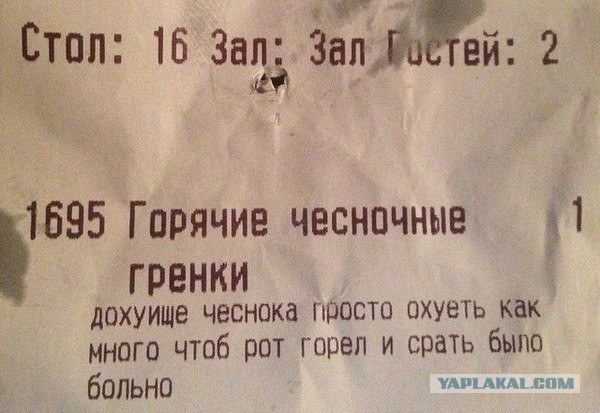 Стол: 16 Зал: Зал Гостей: 2
1695 Горячие чесночные 1
гренки
дохуище чеснока просто охуеть как
много чтоб рот горел и срать было
больно
YAPLAKAL.COM